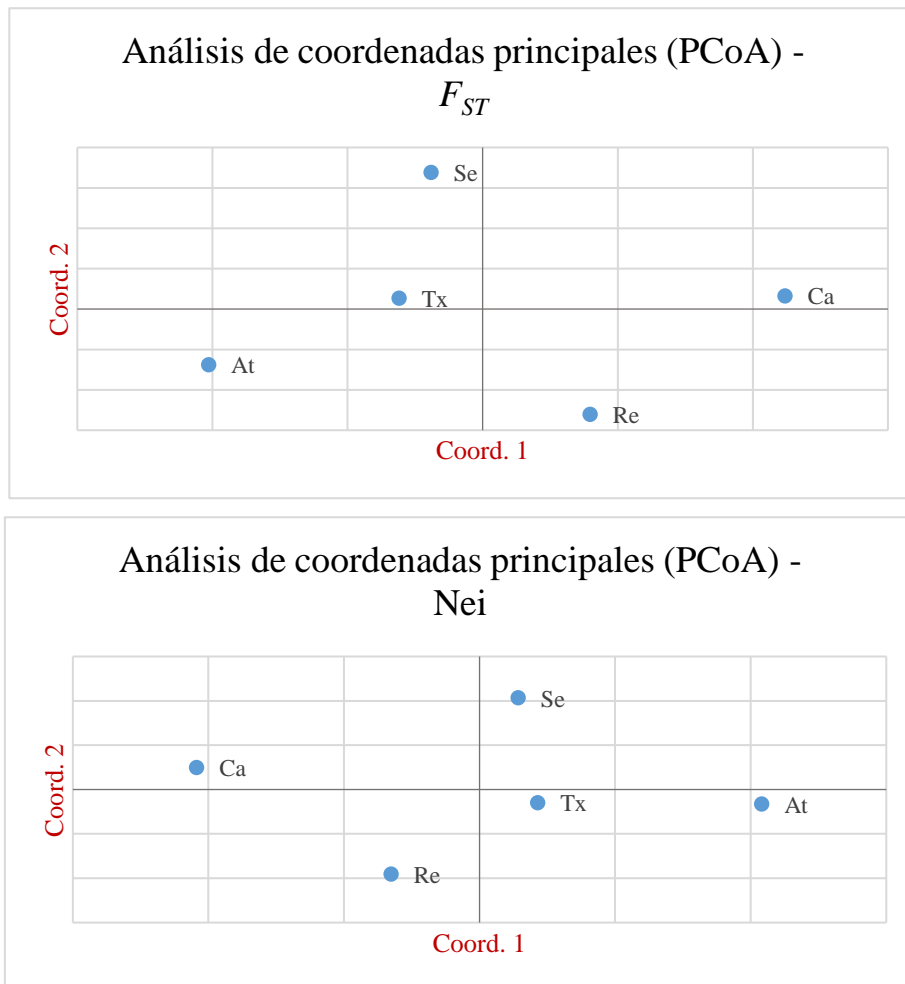 Análisis de coordenadas principales (PCoA) -
F_ST
Se
Tx
Ca
At
Re
Coord. 2
Coord. 1
Análisis de coordenadas principales (PCoA) -
Nei
Se
Ca
Tx
At
Re
Coord. 2
Coord. 1